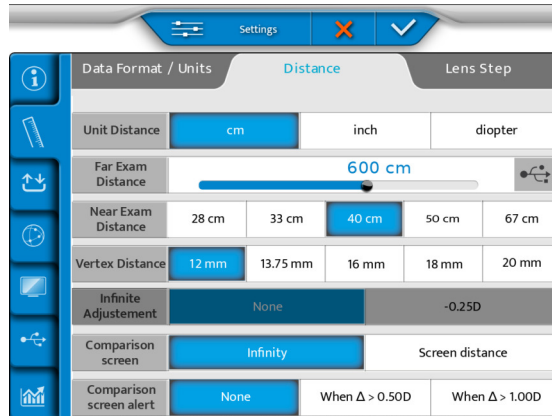 Settings
Data Format / Units Distance Lens Step
Unit Distance cm inch diopter
Far Exam Distance 600 cm
Near Exam Distance 28 cm 33 cm 40 cm 50 cm 67 cm
Vertex Distance 12 mm 13.75 mm 16 mm 18 mm 20 mm
Infinite Adjustement None -0.25D
Comparison screen Infinity Screen distance
Comparison screen alert None When Δ > 0.50D When Δ > 1.00D